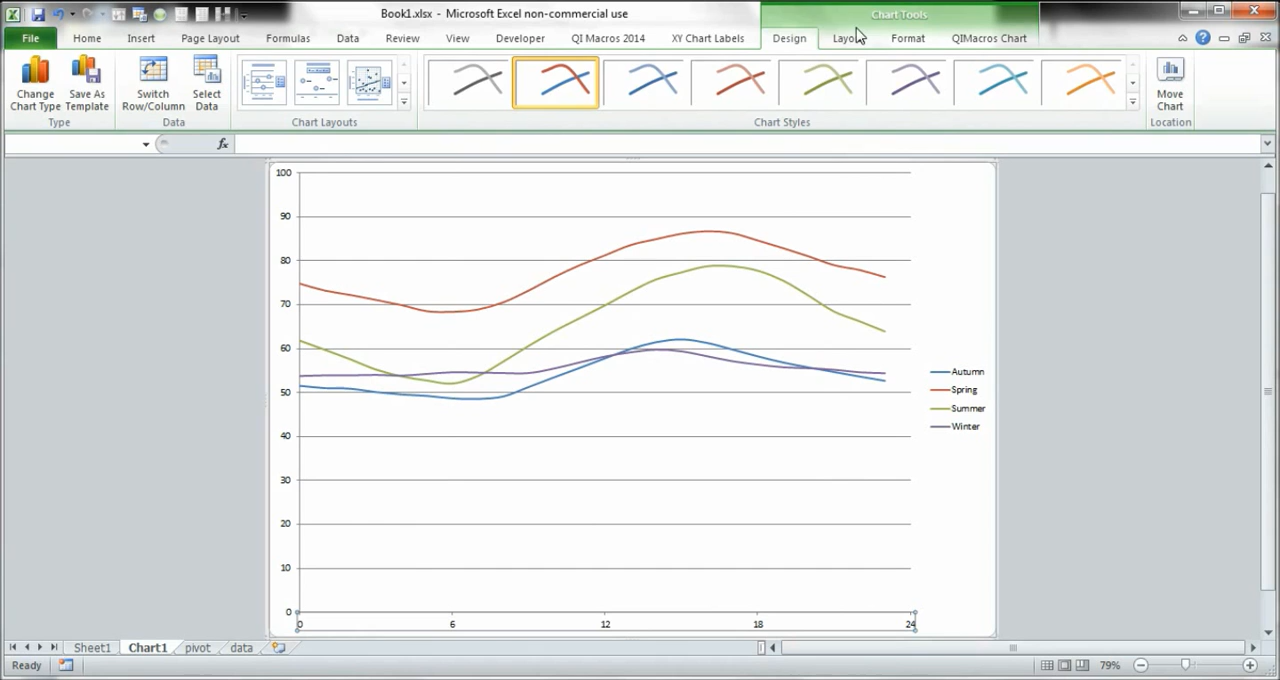 Book1.xlsx - Microsoft Excel non-commercial use
Chart Tools
File Home Insert Page Layout Formulas Data Review View Developer QI Macros 2014 XY Chart Labels Design Layout Format QIMacros Chart
Change Chart Type
Save As Template
Switch Row/Column
Select Data
Move Chart
Type Data Chart Layouts Chart Styles Location
fx
100
90
80
70
60
50
40
30
20
10
0
Autumn
Spring
Summer
Winter
0 6 12 18 24
Sheet1 Chart1 pivot data
Ready 79%